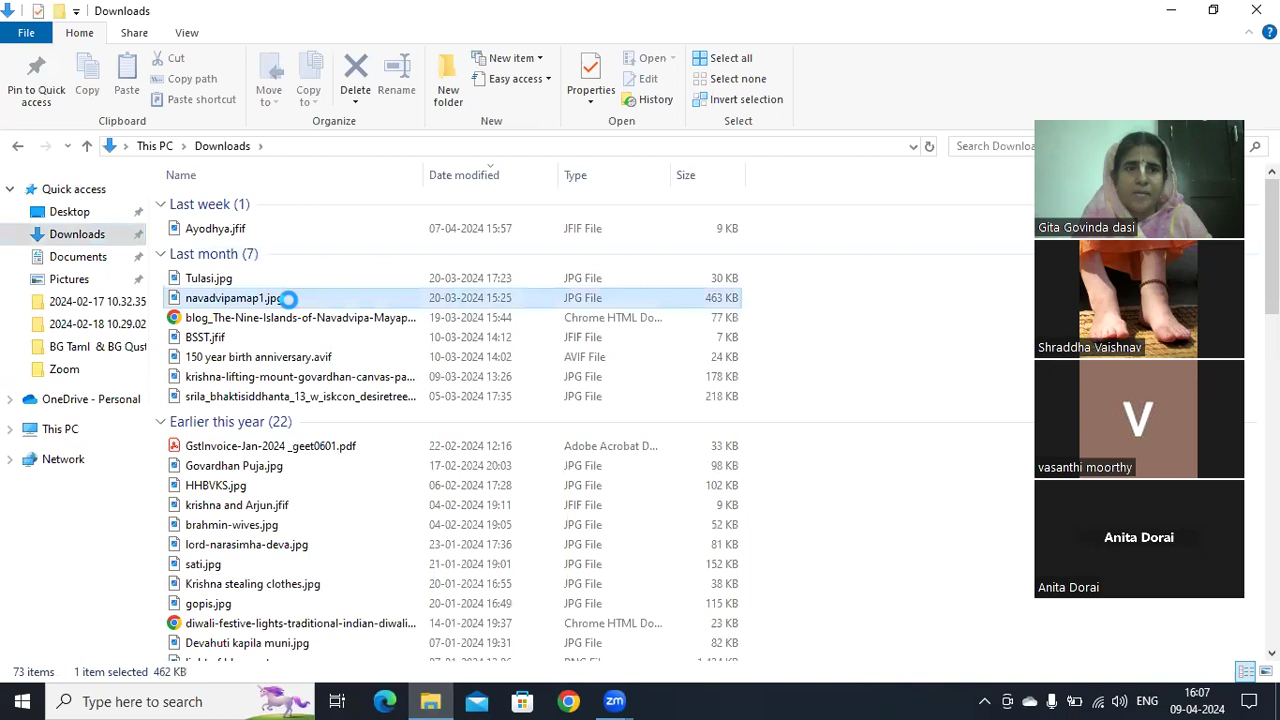 Downloads
File Home Share View
Pin to Quick access
Copy
Paste
Cut
Copy path
Paste shortcut
Clipboard
Move to
Copy to
Delete
Rename
Organize
New folder
New item
Easy access
New
Properties
Open
Edit
History
Open
Select all
Select none
Invert selection
Select
This PC Downloads
Search Downloa
Quick access
Desktop
Downloads
Documents
Pictures
2024-02-17 10.32.35
2024-02-18 10.29.02
BG Taml & BG Qust
Zoom
OneDrive - Personal
This PC
Network
Name Date modified Type Size
Last week (1)
Ayodhya.jfif 07-04-2024 15:57 JFIF File 9 KB
Last month (7)
Tulasi.jpg 20-03-2024 17:23 JPG File 30 KB
navadvipamap1.jpg 20-03-2024 15:25 JPG File 463 KB
blog_The-Nine-Islands-of-Navadvipa-Mayap... 19-03-2024 15:44 Chrome HTML Do... 77 KB
BSST.jfif 10-03-2024 14:12 JFIF File 7 KB
150 year birth anniversary.avif 10-03-2024 14:02 AVIF File 24 KB
krishna-lifting-mount-govardhan-canvas-pa... 09-03-2024 13:26 JPG File 178 KB
srila_bhaktisiddhanta_13_w_iskcon_desiretree... 05-03-2024 17:35 JPG File 218 KB
Earlier this year (22)
GstInvoice-Jan-2024 _geet0601.pdf 22-02-2024 12:16 Adobe Acrobat D... 33 KB
Govardhan Puja.jpg 17-02-2024 20:03 JPG File 98 KB
HHBVKS.jpg 06-02-2024 17:28 JPG File 102 KB
krishna and Arjun.jfif 04-02-2024 19:11 JFIF File 9 KB
brahmin-wives.jpg 04-02-2024 19:05 JPG File 52 KB
lord-narasimha-deva.jpg 23-01-2024 17:36 JPG File 81 KB
sati.jpg 21-01-2024 19:01 JPG File 152 KB
Krishna stealing clothes.jpg 20-01-2024 16:55 JPG File 38 KB
gopis.jpg 20-01-2024 16:49 JPG File 115 KB
diwali-festive-lights-traditional-indian-diwali... 14-01-2024 19:37 Chrome HTML Do... 23 KB
Devahuti kapila muni.jpg 07-01-2024 19:31 JPG File 82 KB
Gita Govinda dasi
Shraddha Vaishnav
V
vasanthi moorthy
Anita Dorai
Anita Dorai
73 items 1 item selected 462 KB
Type here to search
zm
ENG
16:07
09-04-2024